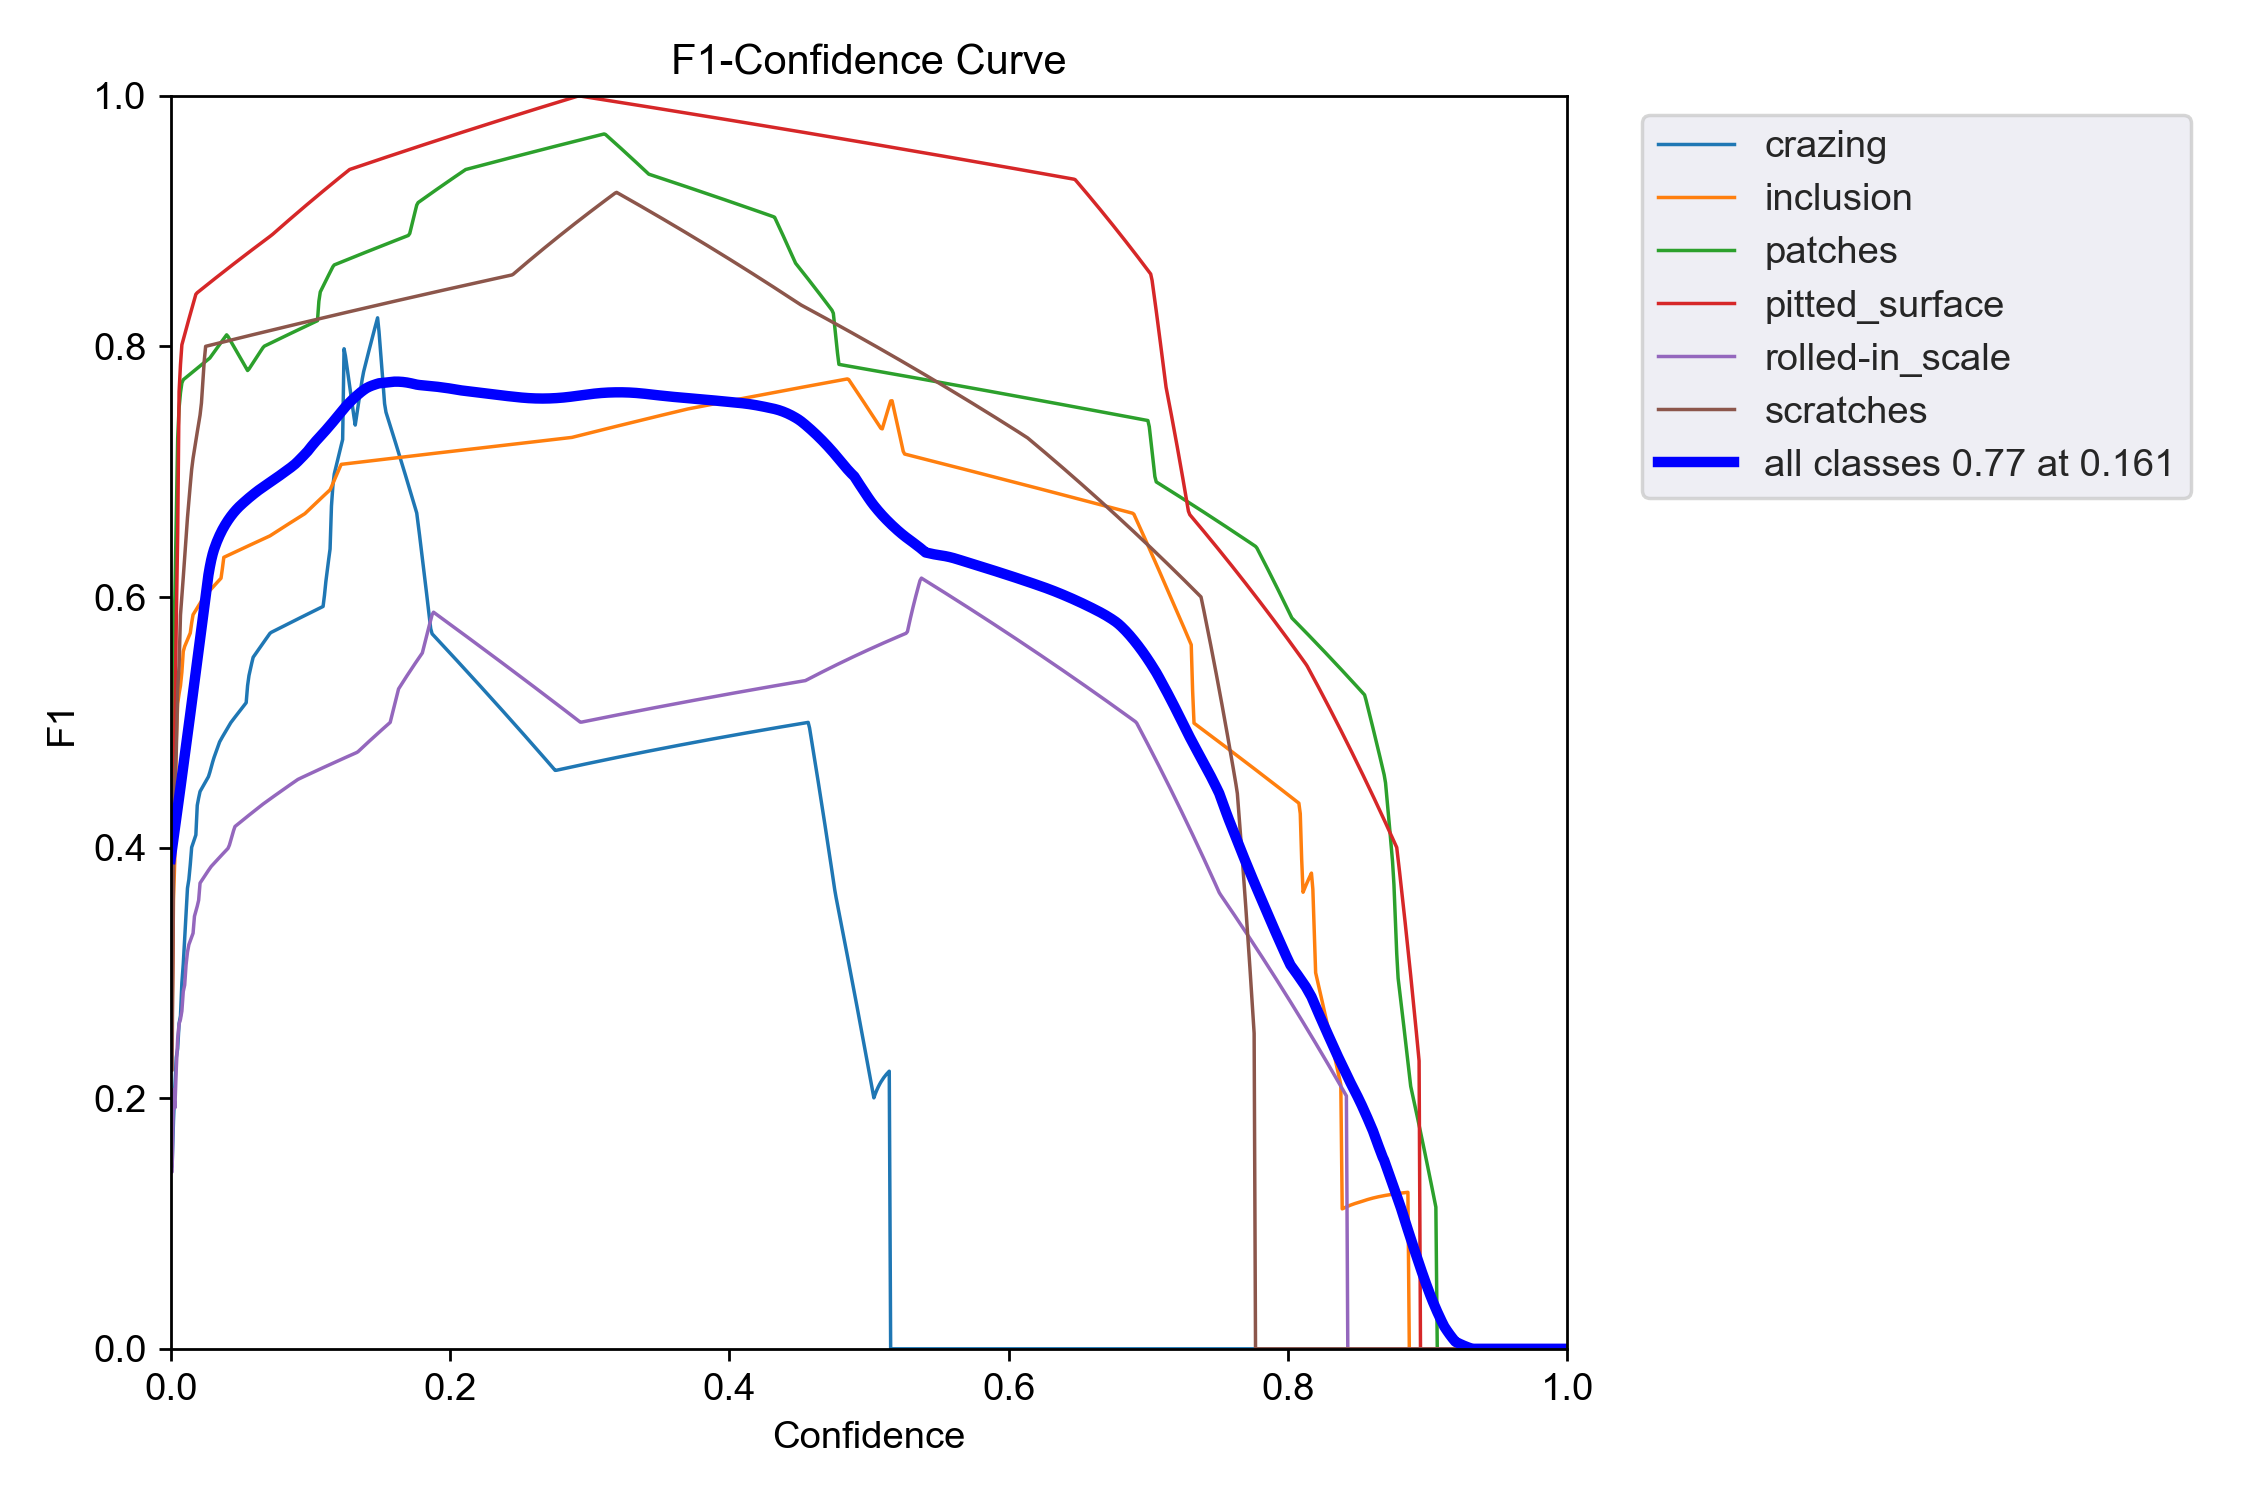 F1-Confidence Curve
1.0
0.8
0.6
0.4
0.2
0.0
F1
0.0 0.2 0.4 0.6 0.8 1.0
Confidence
crazing
inclusion
patches
pitted_surface
rolled-in_scale
scratches
all classes 0.77 at 0.161